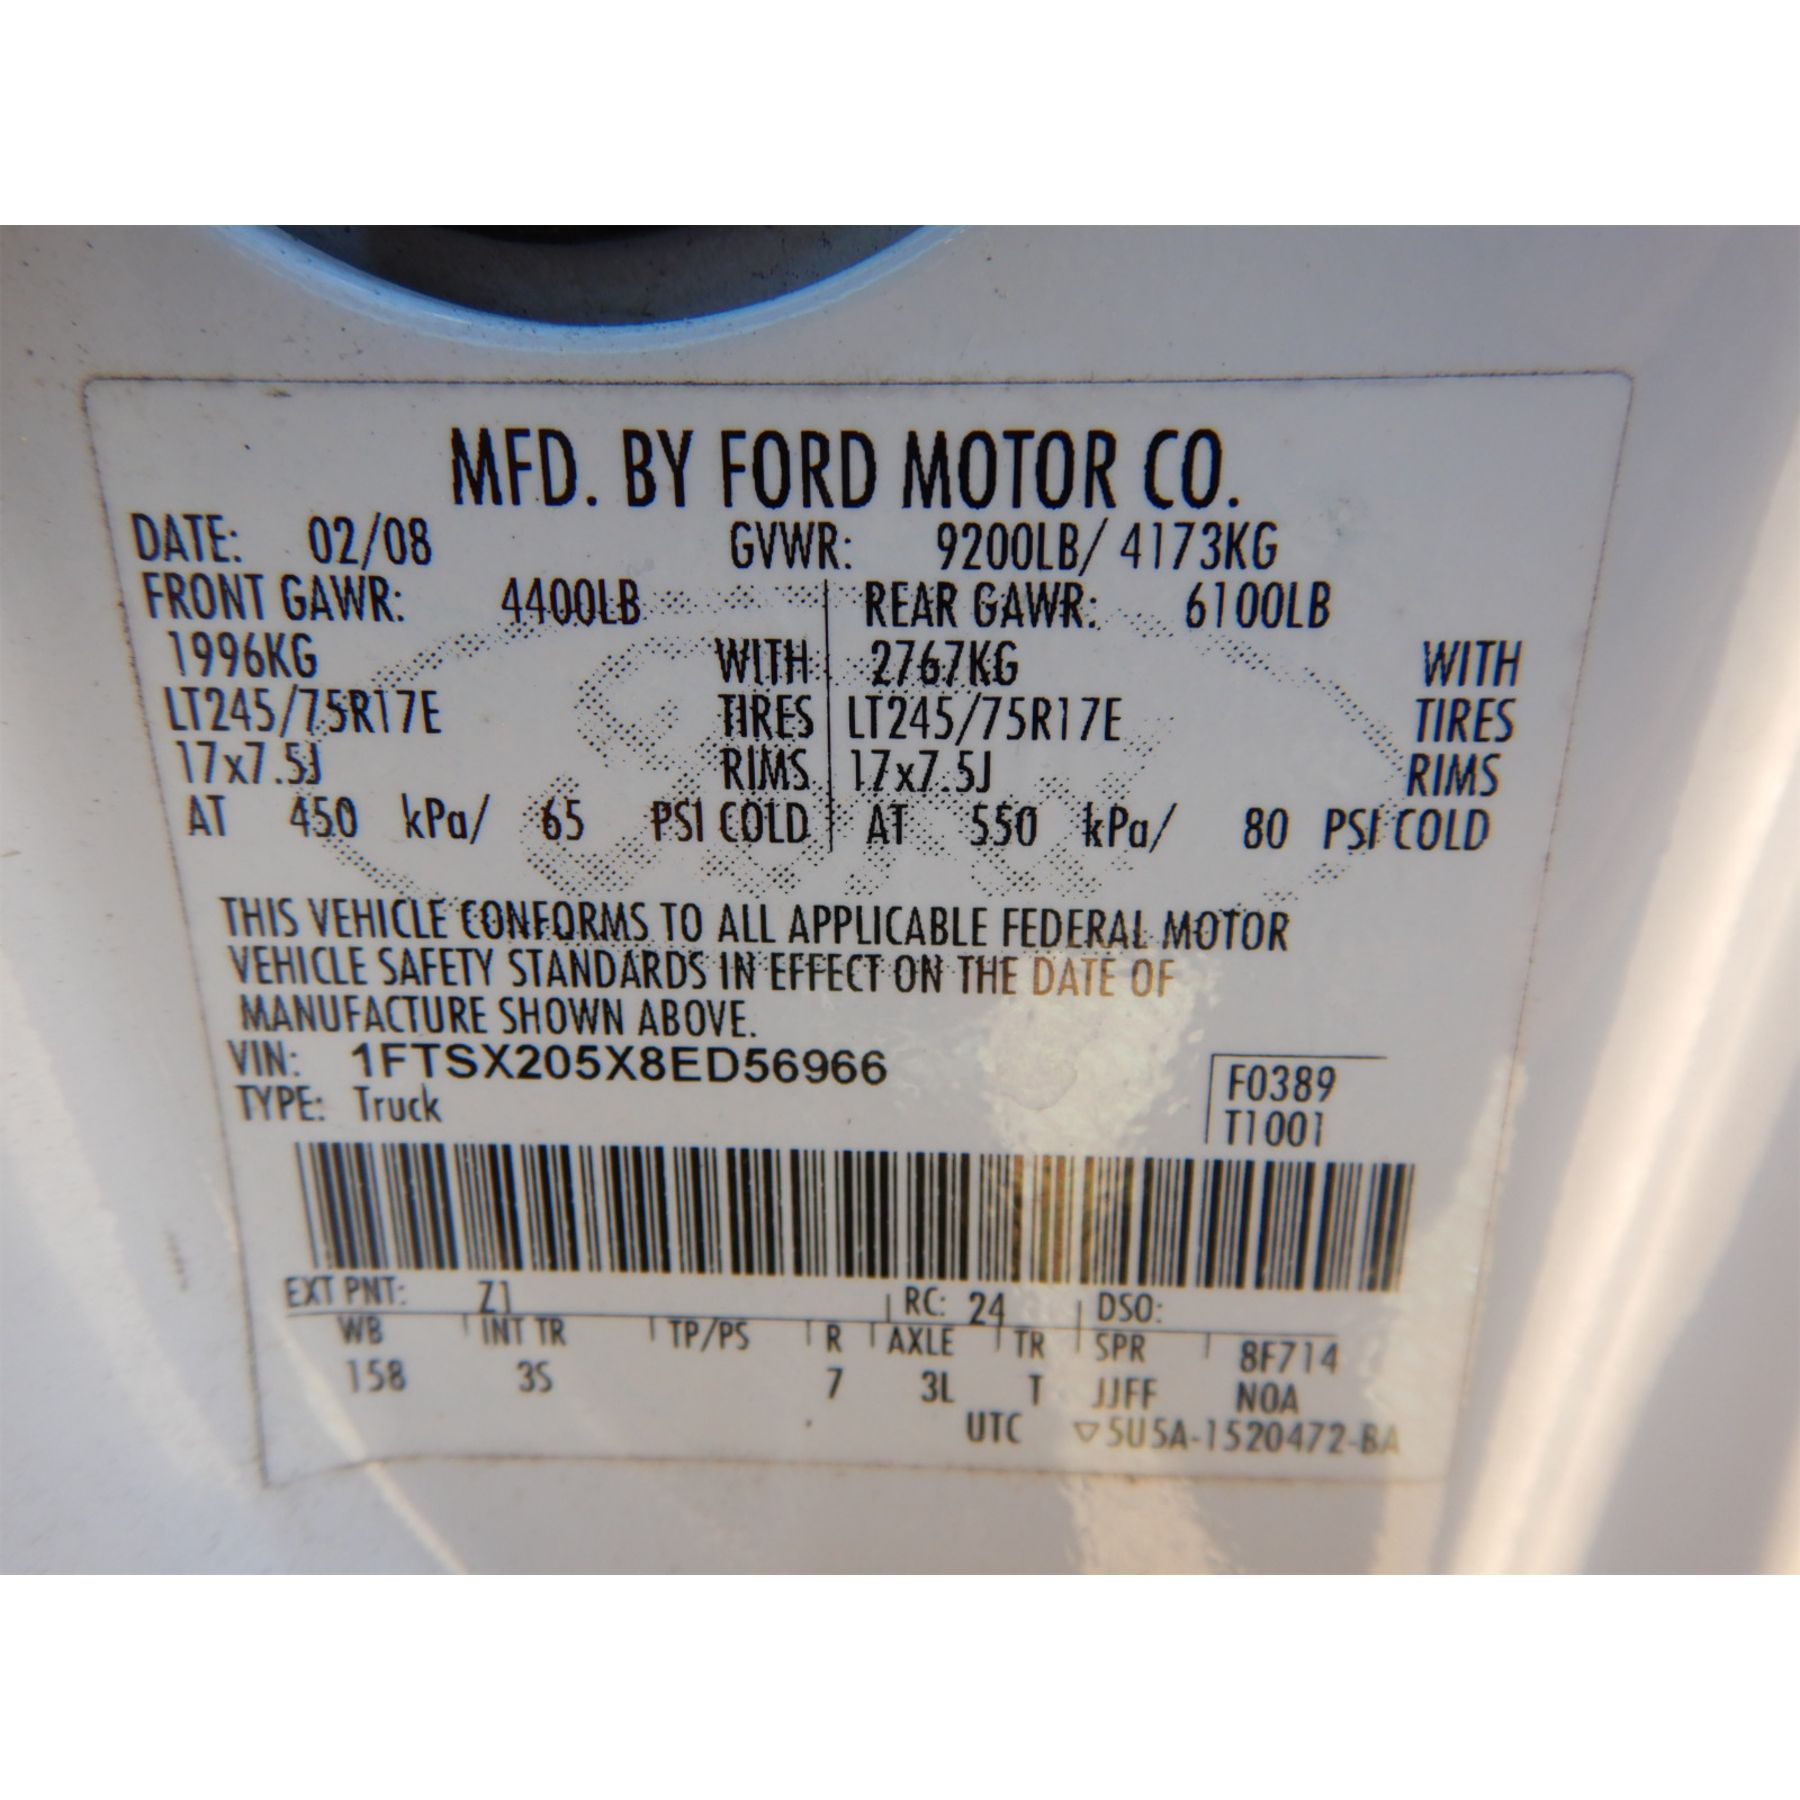 MFD. BY FORD MOTOR CO.
DATE: 02/08 GVWR: 9200LB/ 4173KG
FRONT GAWR: 4400LB REAR GAWR: 6100LB
1996KG WITH 2767KG WITH
LT245/75R17E TIRES LT245/75R17E TIRES
17x7.5J RIMS 17x7.5J RIMS
AT 450 kPa/ 65 PSI COLD AT 550 kPa/ 80 PSI COLD
THIS VEHICLE CONFORMS TO ALL APPLICABLE FEDERAL MOTOR
VEHICLE SAFETY STANDARDS IN EFFECT ON THE DATE OF
MANUFACTURE SHOWN ABOVE.
VIN: 1FTSX205X8ED56966
TYPE: Truck
F0389
T1001
EXT PNT: Z1 RC: 24 DSO:
WB INT TR TP/PS R AXLE TR SPR 8F714
158 3S 7 3L T JJFF N0A
UTC ▽5U5A-1520472-BA